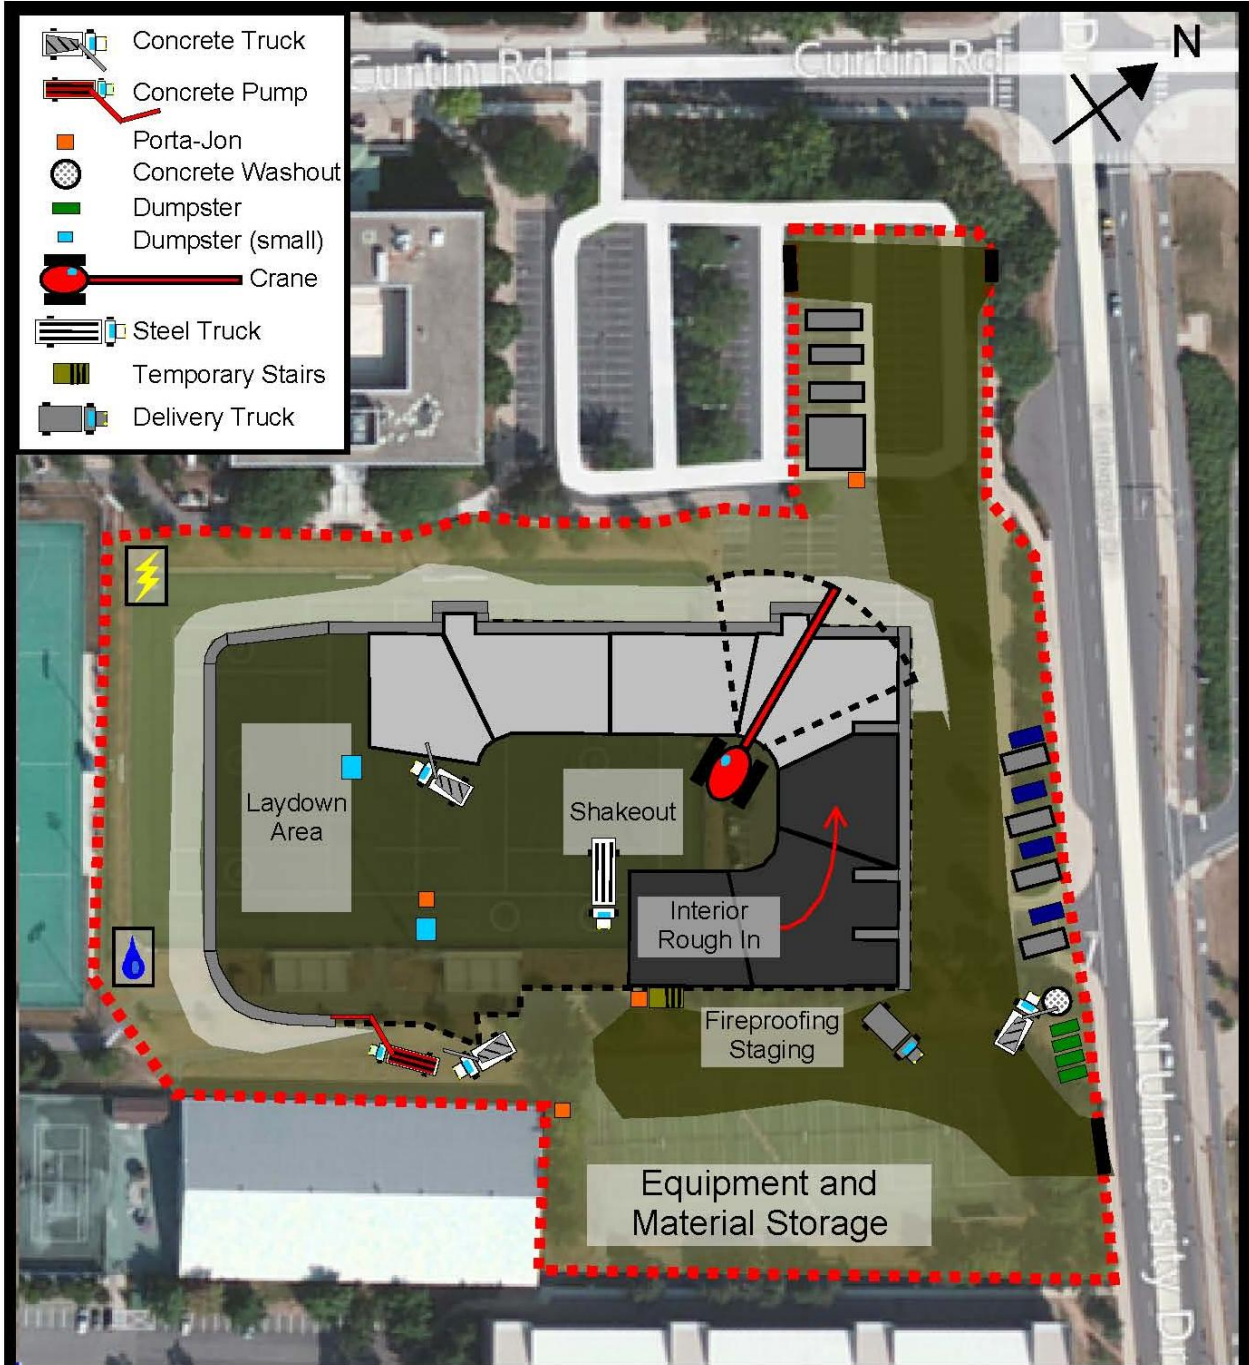 Concrete Truck
Concrete Pump
Porta-Jon
Concrete Washout
Dumpster
Dumpster (small)
Crane
Steel Truck
Temporary Stairs
Delivery Truck
Curtin Rd
Curtin Rd
N
Dr
Laydown
Area
Shakeout
Interior
Rough In
Fireproofing
Staging
Equipment and
Material Storage
N University Dr